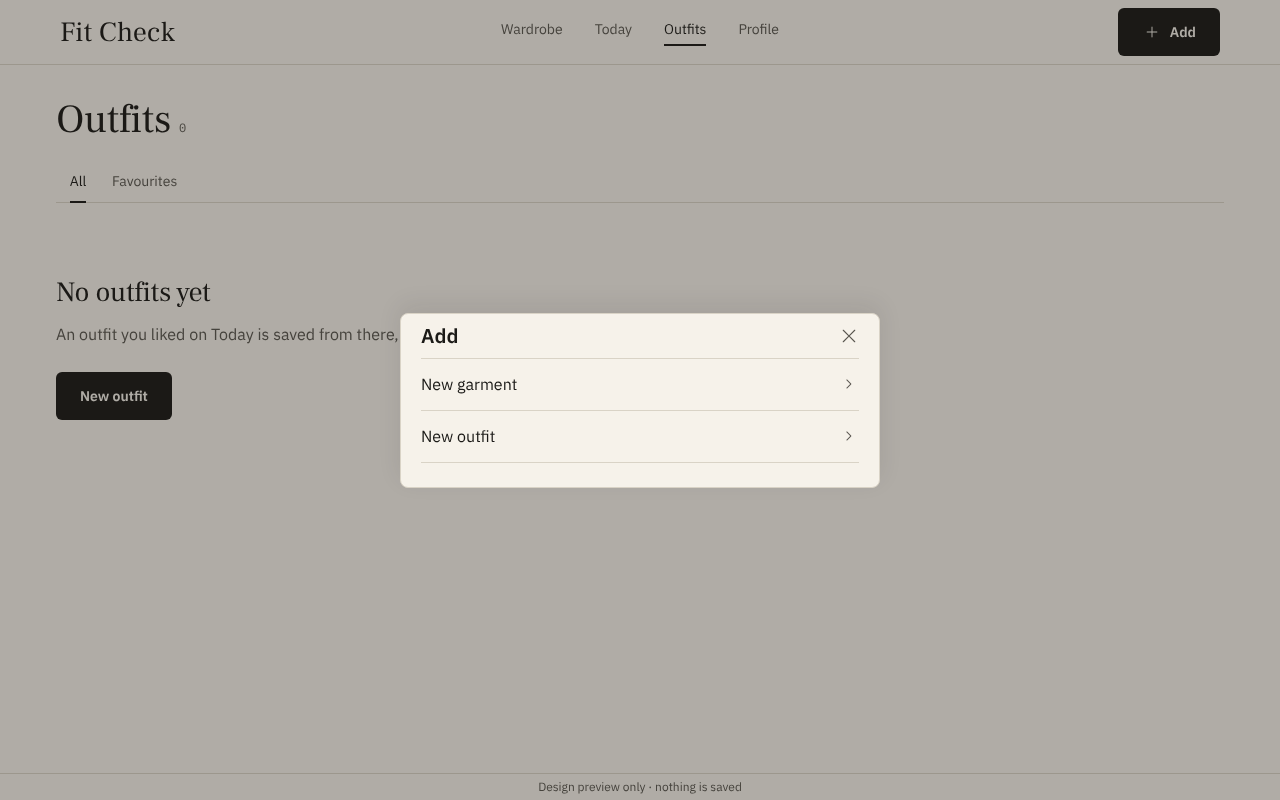 Fit Check
Wardrobe
Today
Outfits
Profile
Add
Outfits 0
All
Favourites
No outfits yet
An outfit you liked on Today is saved from there,
New outfit
Add
New garment
New outfit
Design preview only · nothing is saved